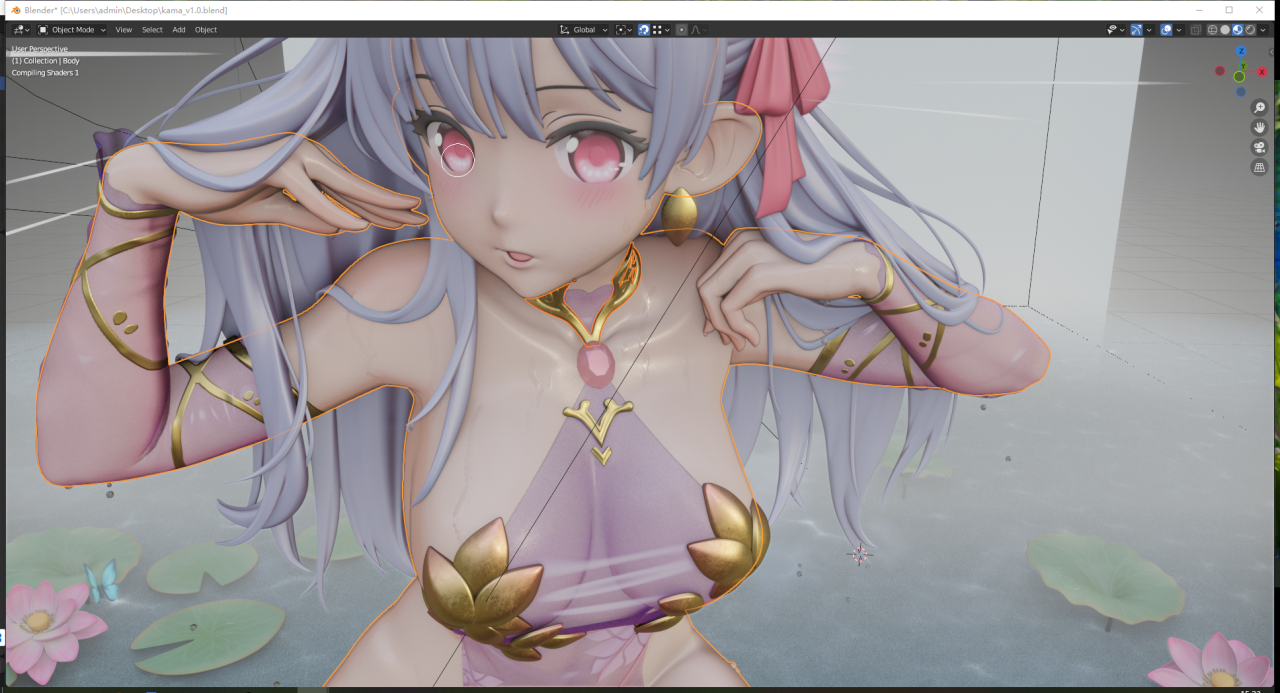 Blender* [C:\Users\admin\Desktop\kama_v1.0.blend]
Object Mode View Select Add Object Global
User Perspective
(1) Collection | Body
Compiling Shaders 1
Z
Y
X